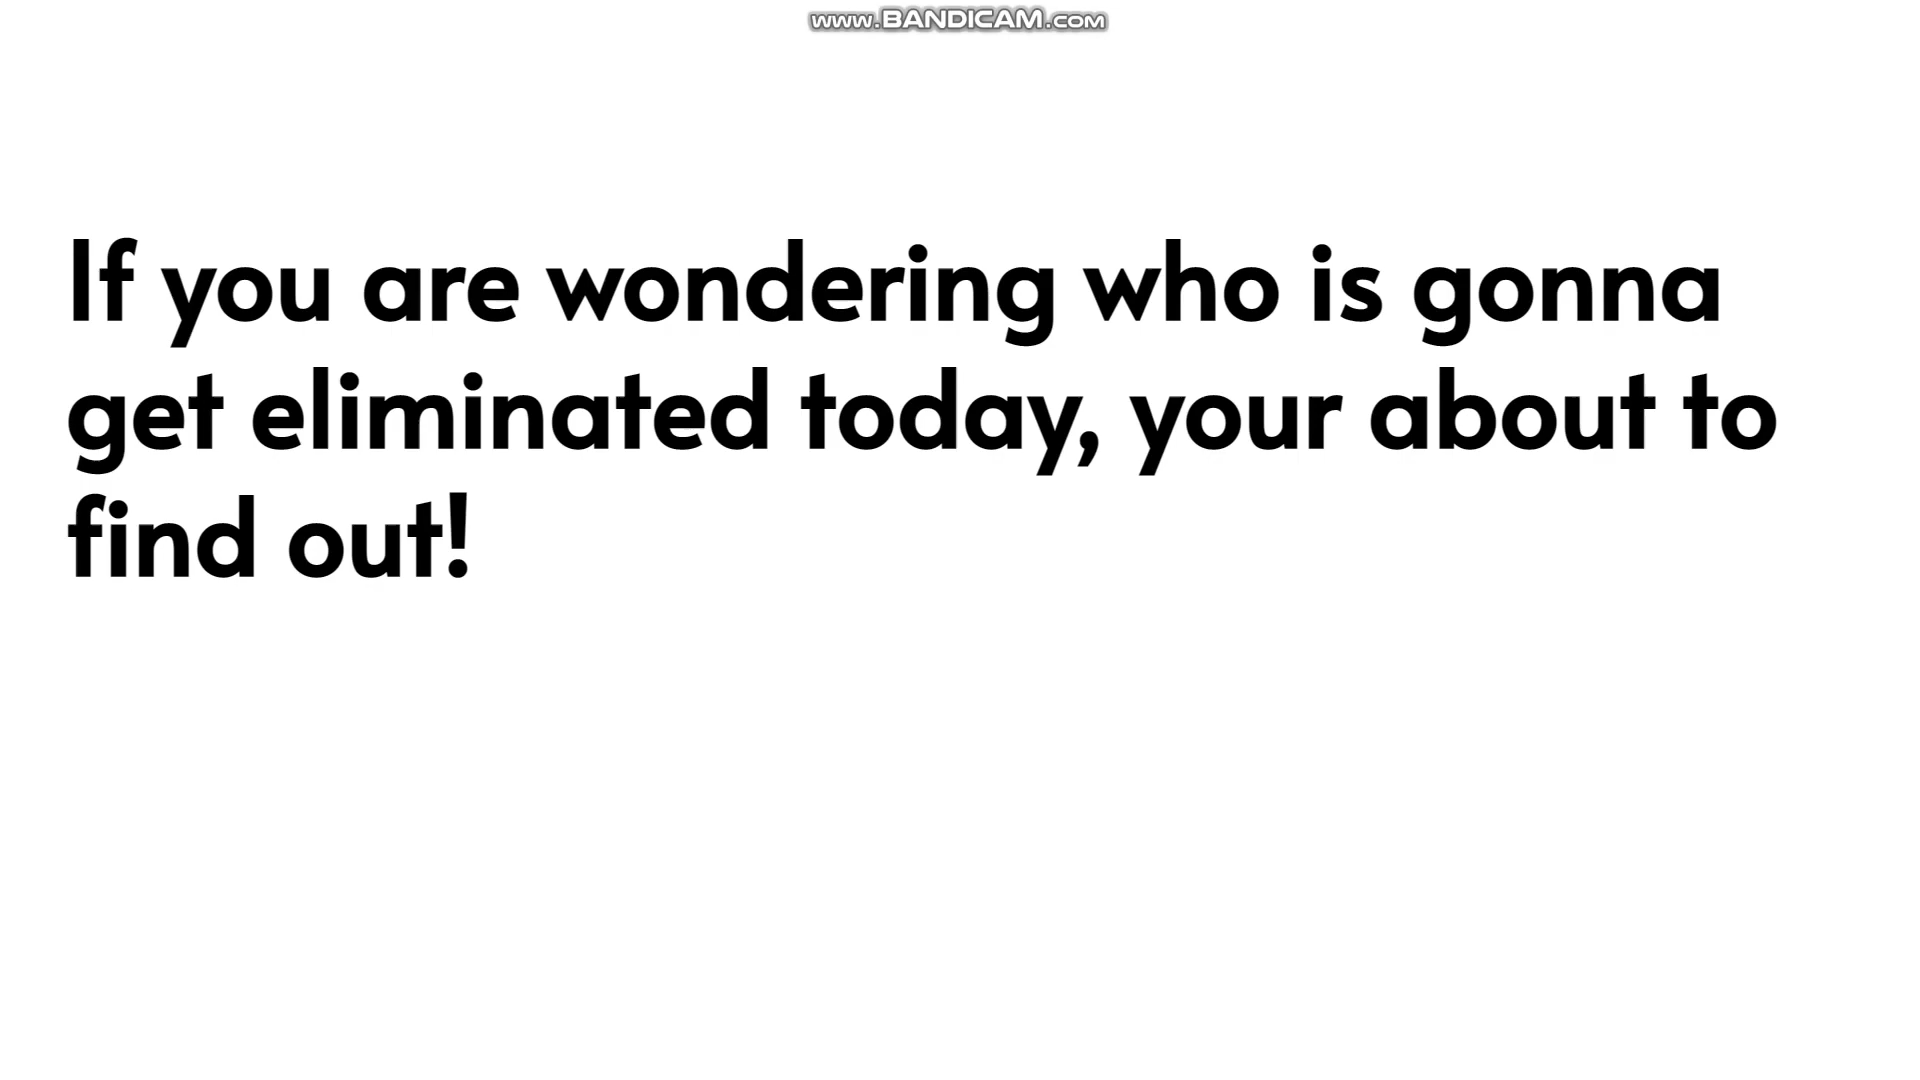 www.BANDICAM.com
If you are wondering who is gonna
get eliminated today, your about to
find out!